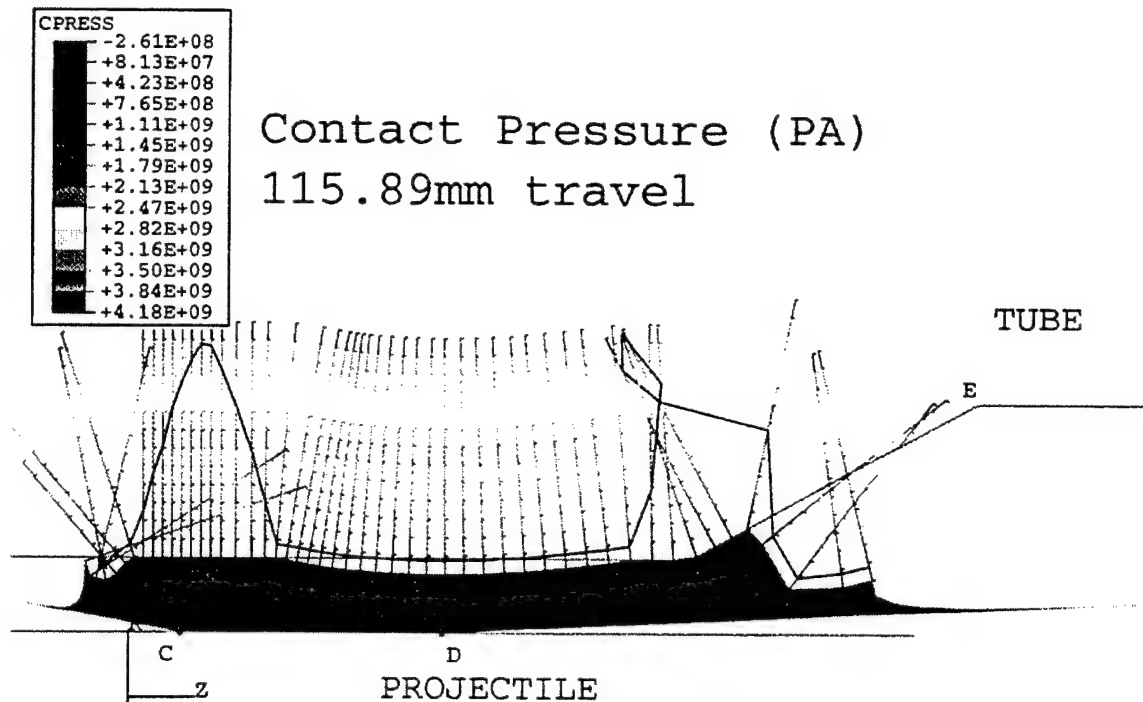 CPRESS
-2.61E+08
+8.13E+07
+4.23E+08
+7.65E+08
+1.11E+09
+1.45E+09
+1.79E+09
+2.13E+09
+2.47E+09
+2.82E+09
+3.16E+09
+3.50E+09
+3.84E+09
+4.18E+09
Contact Pressure (PA)
115.89mm travel
TUBE
E
C
D
Z
PROJECTILE